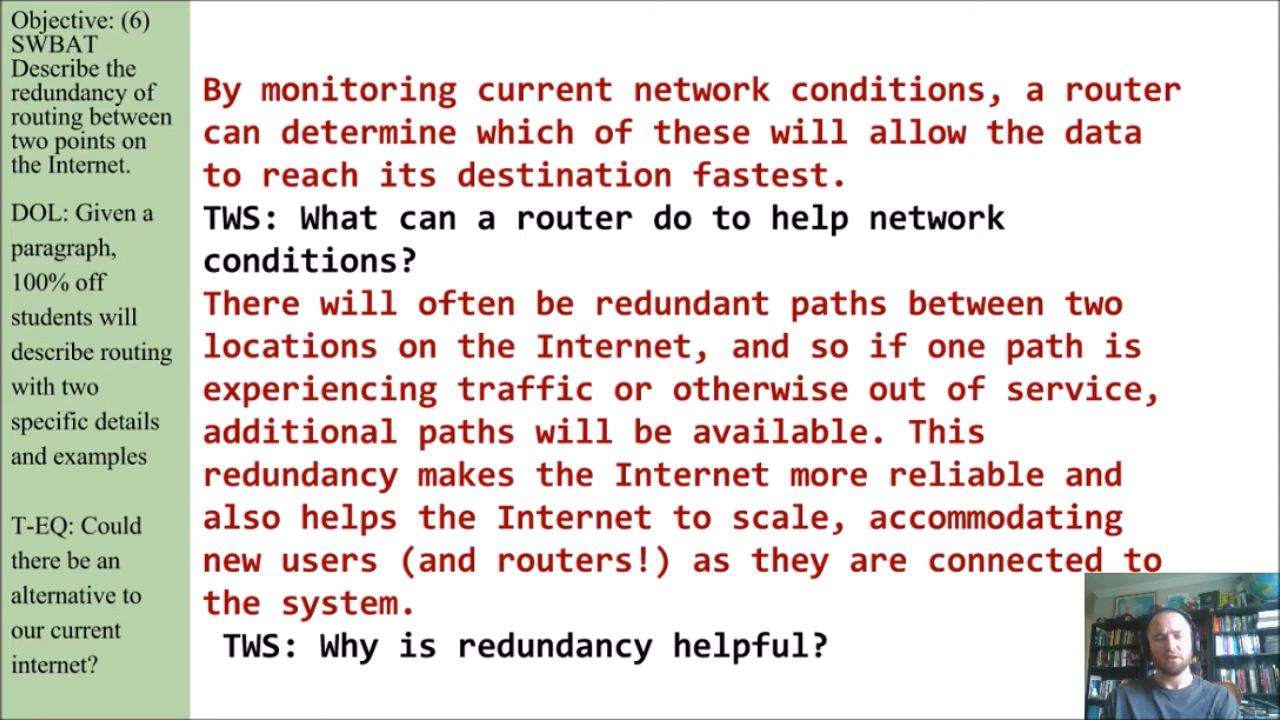 Objective: (6)
SWBAT
Describe the
redundancy of
routing between
two points on
the Internet.
DOL: Given a
paragraph,
100% off
students will
describe routing
with two
specific details
and examples
T-EQ: Could
there be an
alternative to
our current
internet?
By monitoring current network conditions, a router
can determine which of these will allow the data
to reach its destination fastest.
TWS: What can a router do to help network
conditions?
There will often be redundant paths between two
locations on the Internet, and so if one path is
experiencing traffic or otherwise out of service,
additional paths will be available. This
redundancy makes the Internet more reliable and
also helps the Internet to scale, accommodating
new users (and routers!) as they are connected to
the system.
TWS: Why is redundancy helpful?